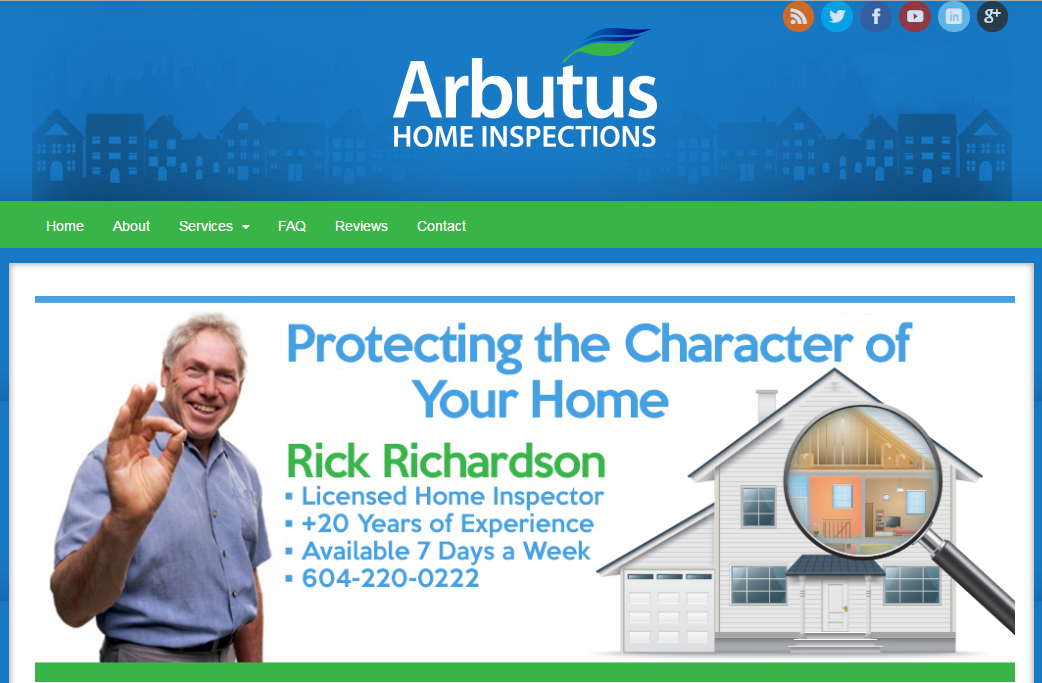 Arbutus
HOME INSPECTIONS
Home About Services FAQ Reviews Contact
Protecting the Character of
Your Home
Rick Richardson
▪ Licensed Home Inspector
▪ +20 Years of Experience
▪ Available 7 Days a Week
▪ 604-220-0222